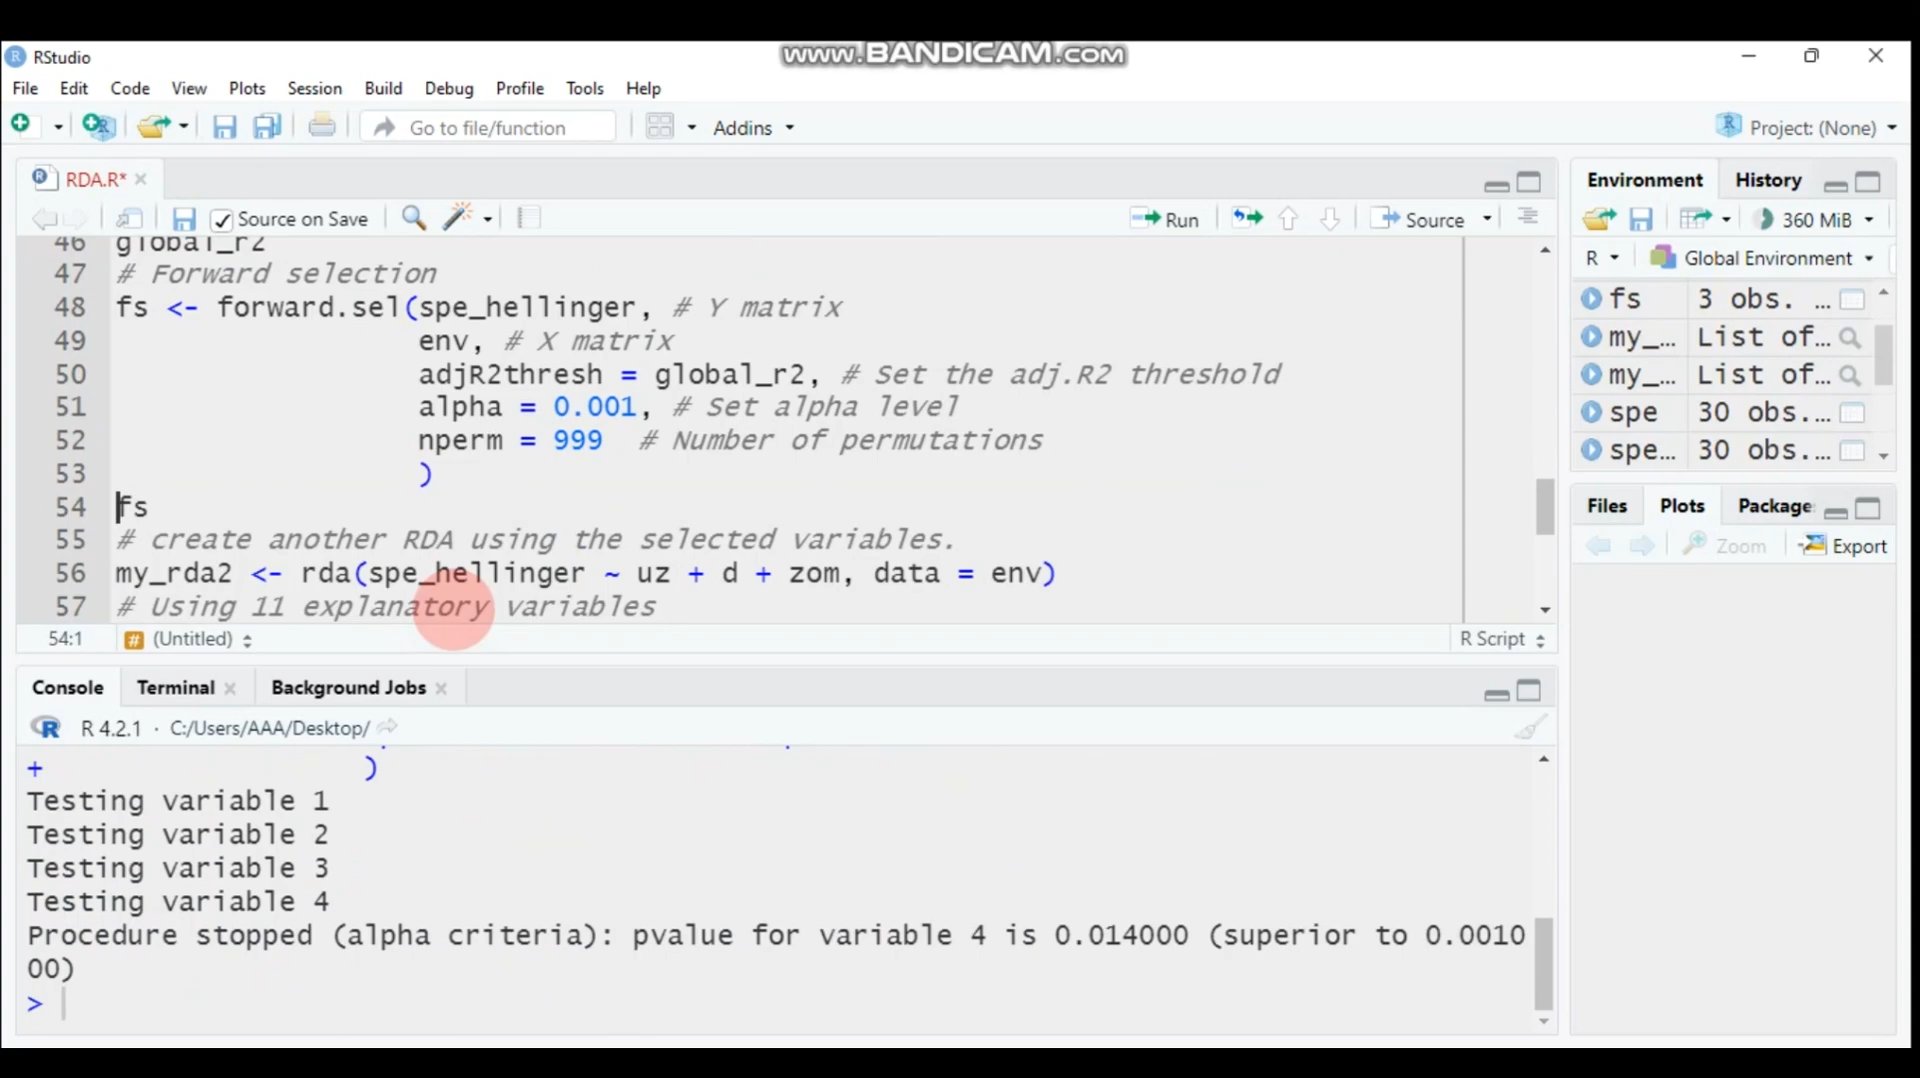 www.BANDICAM.com
RStudio
File Edit Code View Plots Session Build Debug Profile Tools Help
Go to file/function Addins Project: (None)
RDA.R*
Source on Save Run Source
46 global_r2
47 # Forward selection
48 fs <- forward.sel(spe_hellinger, # Y matrix
49 env, # X matrix
50 adjR2thresh = global_r2, # Set the adj.R2 threshold
51 alpha = 0.001, # Set alpha level
52 nperm = 999 # Number of permutations
53 )
54 fs
55 # create another RDA using the selected variables.
56 my_rda2 <- rda(spe_hellinger ~ uz + d + zom, data = env)
57 # Using 11 explanatory variables
54:1 # (Untitled) R Script
Console Terminal Background Jobs
R 4.2.1 · C:/Users/AAA/Desktop/
+ )
Testing variable 1
Testing variable 2
Testing variable 3
Testing variable 4
Procedure stopped (alpha criteria): pvalue for variable 4 is 0.014000 (superior to 0.0010
00)
>
Environment History
360 MiB
R Global Environment
fs 3 obs. ...
my_... List of...
my_... List of...
spe 30 obs....
spe... 30 obs....
Files Plots Package
Zoom Export